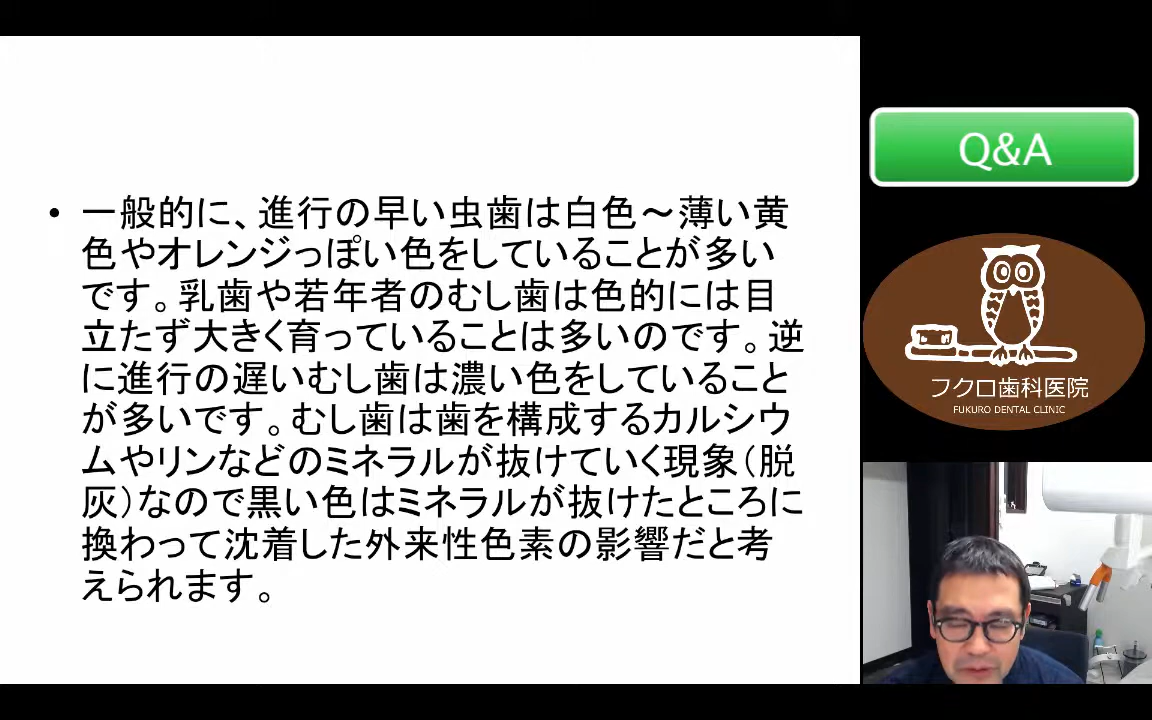 • 一般的に、進行の早い虫歯は白色～薄い黄
色やオレンジっぽい色をしていることが多い
です。乳歯や若年者のむし歯は色的には目
立たず大きく育っていることは多いのです。逆
に進行の遅いむし歯は濃い色をしていること
が多いです。むし歯は歯を構成するカルシウ
ムやリンなどのミネラルが抜けていく現象（脱
灰）なので黒い色はミネラルが抜けたところに
換わって沈着した外来性色素の影響だと考
えられます。
Q&A
フクロ歯科医院
FUKURO DENTAL CLINIC